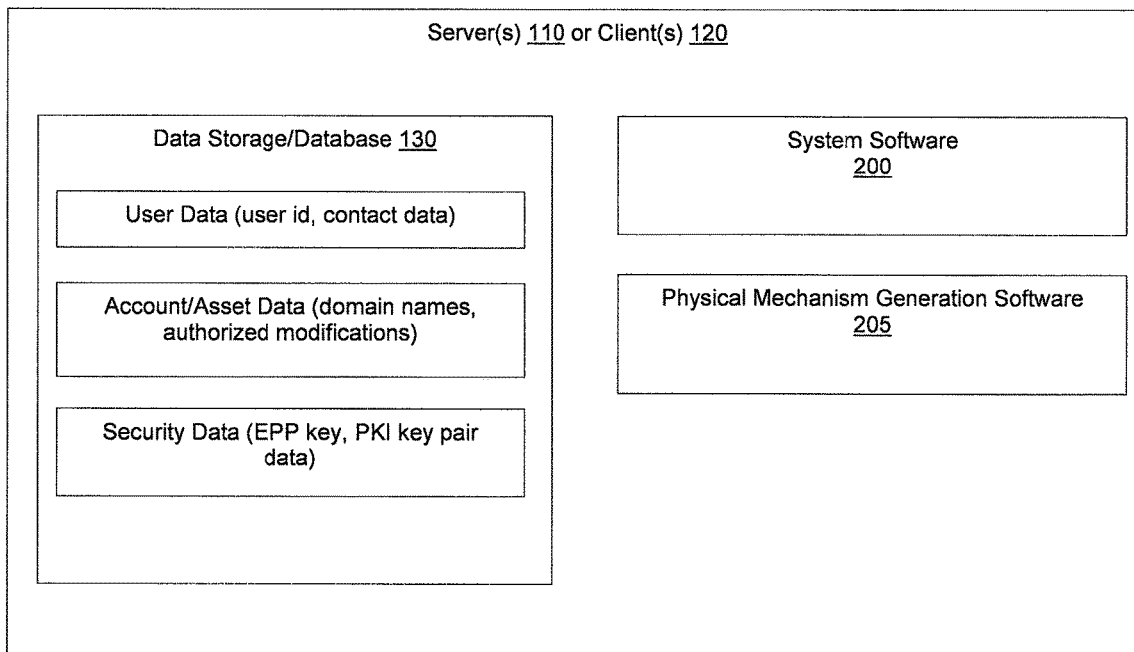 Server(s) 110 or Client(s) 120
Data Storage/Database 130
User Data (user id, contact data)
Account/Asset Data (domain names,
authorized modifications)
Security Data (EPP key, PKI key pair
data)
System Software
200
Physical Mechanism Generation Software
205